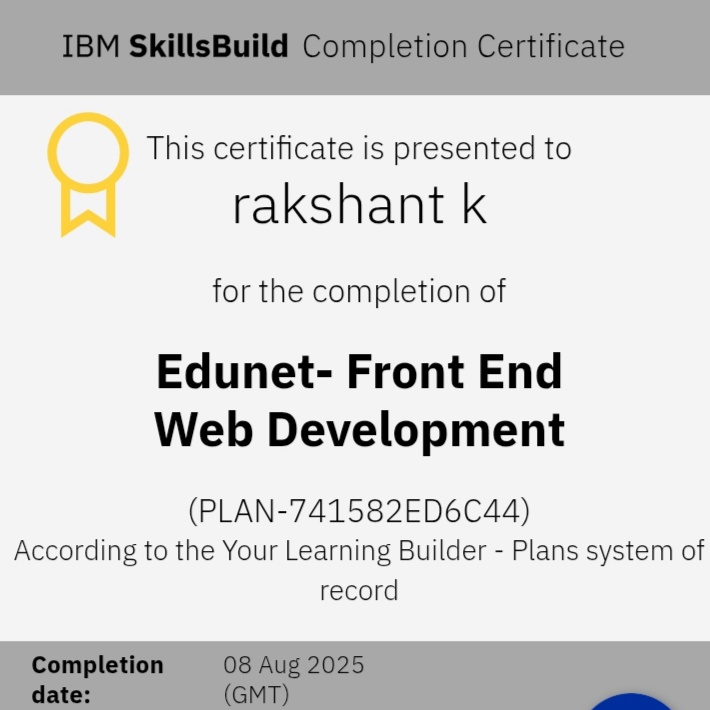 IBM SkillsBuild Completion Certificate
This certificate is presented to
rakshant k
for the completion of
Edunet- Front End
Web Development
(PLAN-741582ED6C44)
According to the Your Learning Builder - Plans system of
record
Completion 08 Aug 2025
date: (GMT)